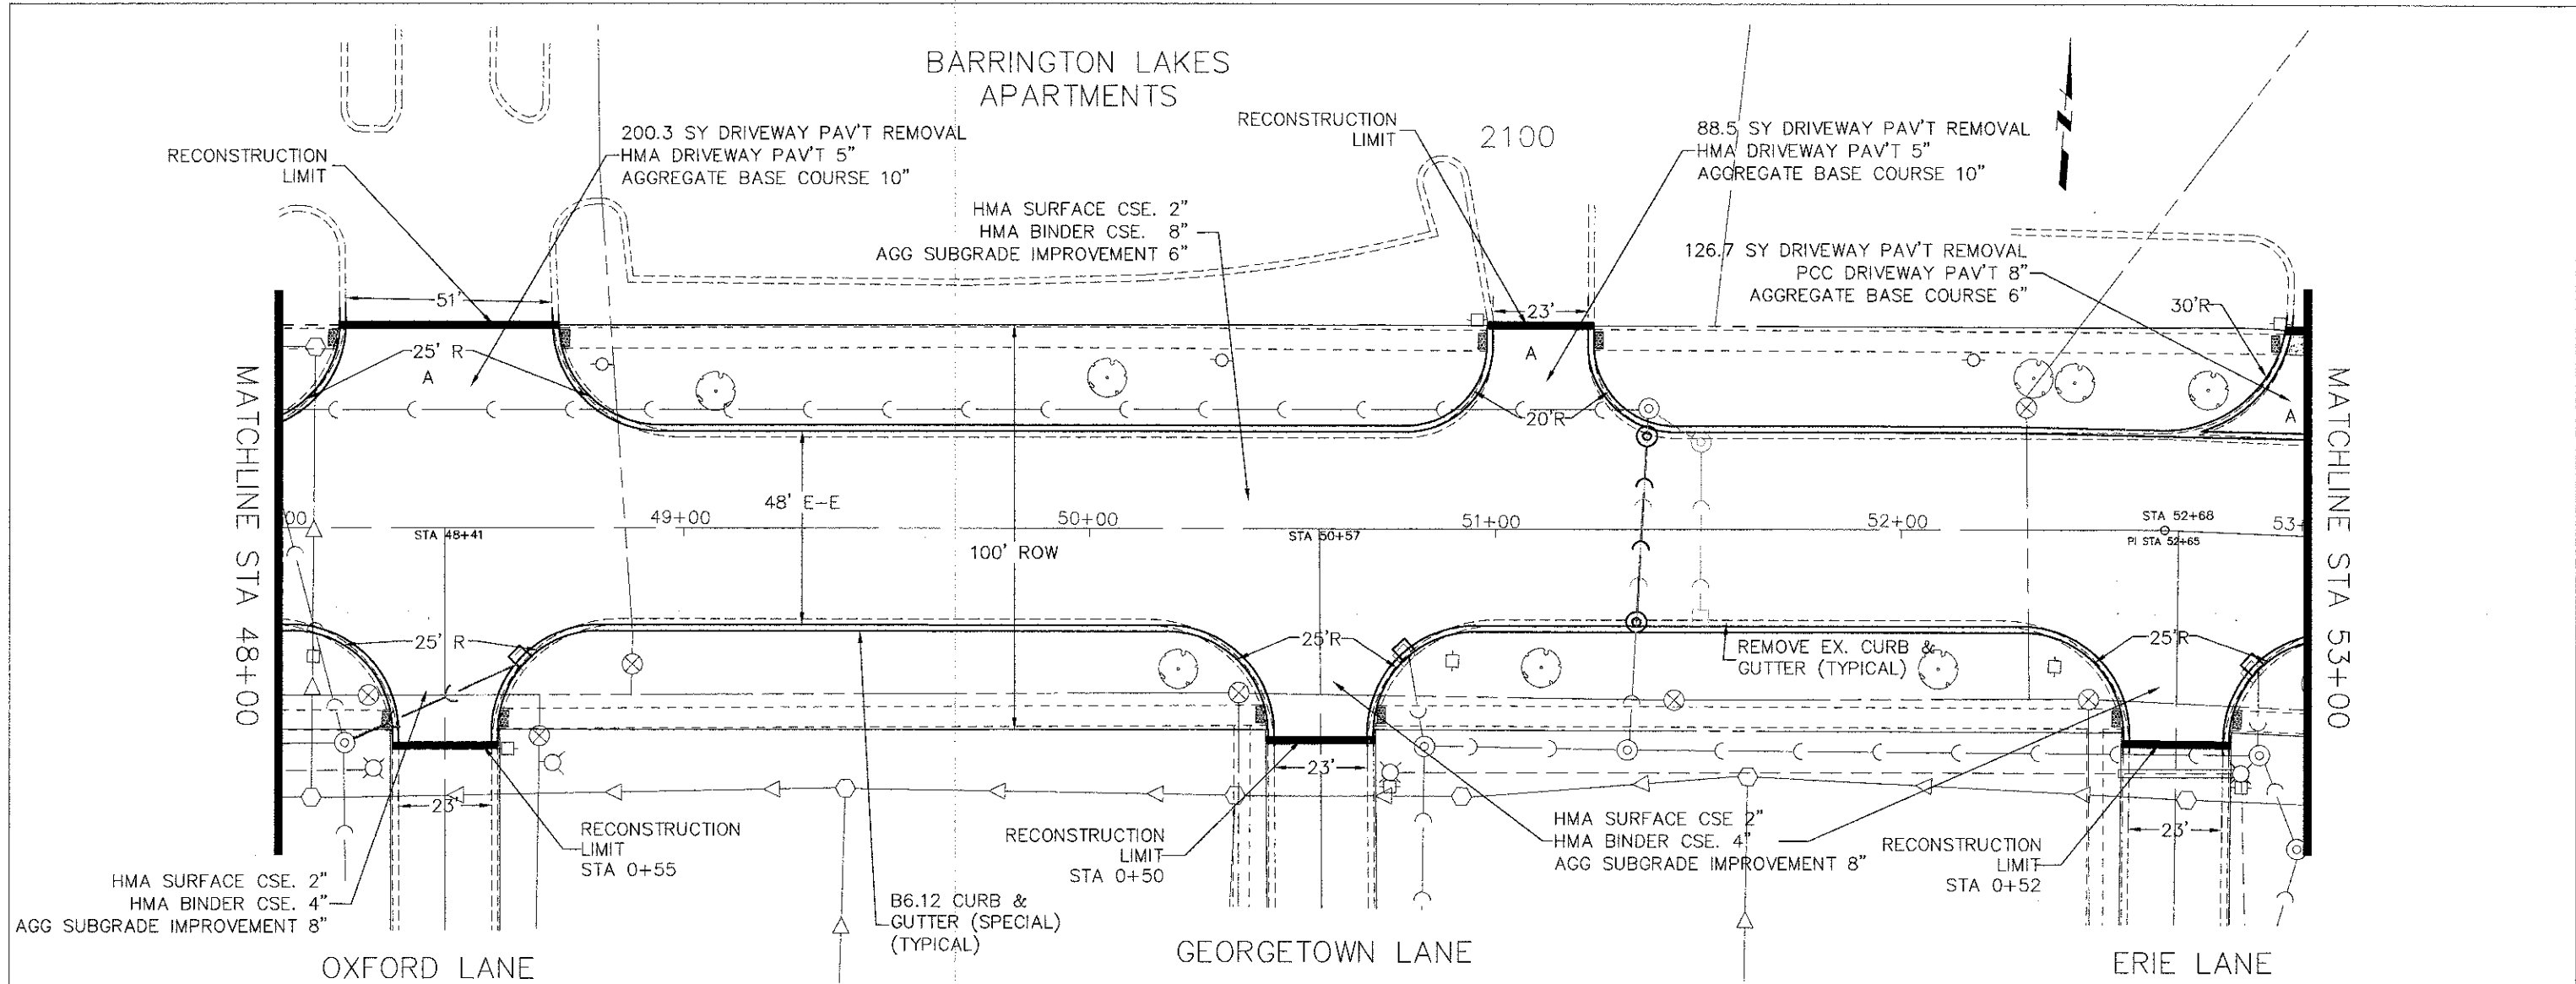 BARRINGTON LAKES
APARTMENTS
2100
RECONSTRUCTION
LIMIT
200.3 SY DRIVEWAY PAV'T REMOVAL
HMA DRIVEWAY PAV'T 5"
AGGREGATE BASE COURSE 10"
HMA SURFACE CSE. 2"
HMA BINDER CSE. 8"
AGG SUBGRADE IMPROVEMENT 6"
RECONSTRUCTION
LIMIT
88.5 SY DRIVEWAY PAV'T REMOVAL
HMA DRIVEWAY PAV'T 5"
AGGREGATE BASE COURSE 10"
126.7 SY DRIVEWAY PAV'T REMOVAL
PCC DRIVEWAY PAV'T 8"
AGGREGATE BASE COURSE 6"
51'
23'
30'R
25' R
A
A
20'R
A
MATCHLINE STA 48+00
MATCHLINE STA 53+00
48' E-E
100' ROW
00
49+00
50+00
51+00
52+00
53+
STA 48+41
STA 50+57
STA 52+68
PI STA 52+65
25' R
25'R
REMOVE EX. CURB &
GUTTER (TYPICAL)
25'R
23'
23'
23'
RECONSTRUCTION
LIMIT
STA 0+55
RECONSTRUCTION
LIMIT
STA 0+50
HMA SURFACE CSE 2"
HMA BINDER CSE. 4"
AGG SUBGRADE IMPROVEMENT 8"
RECONSTRUCTION
LIMIT
STA 0+52
HMA SURFACE CSE. 2"
HMA BINDER CSE. 4"
AGG SUBGRADE IMPROVEMENT 8"
B6.12 CURB &
GUTTER (SPECIAL)
(TYPICAL)
OXFORD LANE
GEORGETOWN LANE
ERIE LANE